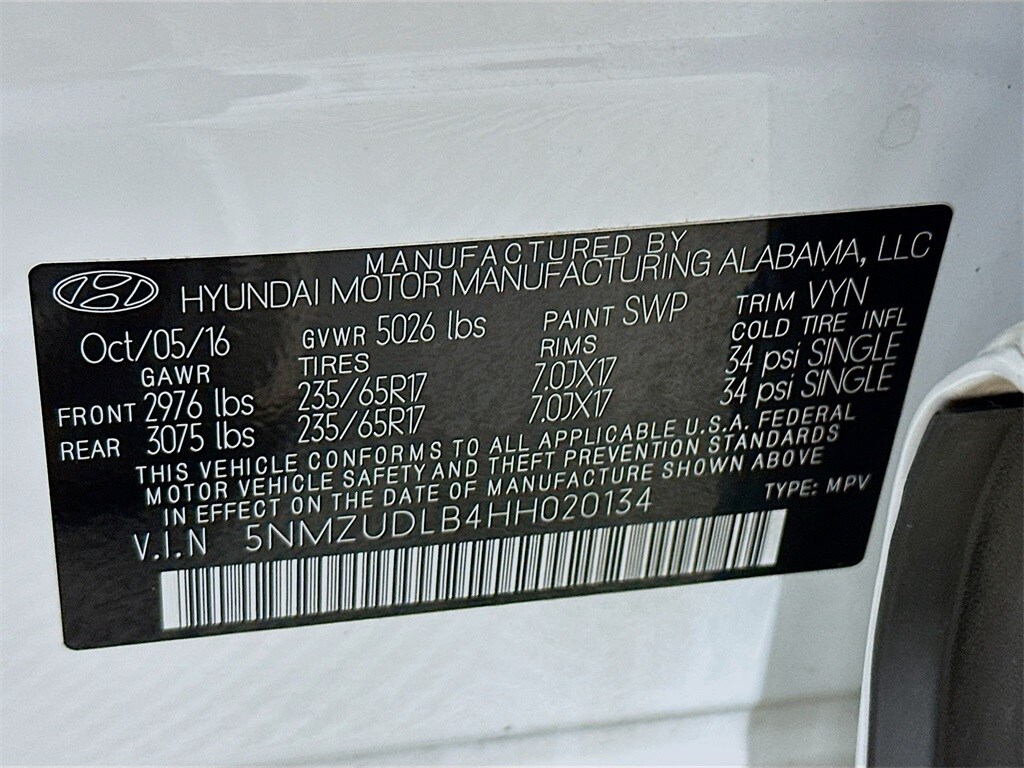 MANUFACTURED BY
HYUNDAI MOTOR MANUFACTURING ALABAMA, LLC
Oct/05/16 GVWR 5026 lbs PAINT SWP TRIM VYN
GAWR TIRES RIMS COLD TIRE INFL
FRONT 2976 lbs 235/65R17 7.0JX17 34 psi SINGLE
REAR 3075 lbs 235/65R17 7.0JX17 34 psi SINGLE
THIS VEHICLE CONFORMS TO ALL APPLICABLE U.S.A. FEDERAL
MOTOR VEHICLE SAFETY AND THEFT PREVENTION STANDARDS
IN EFFECT ON THE DATE OF MANUFACTURE SHOWN ABOVE
V.I.N 5NMZUDLB4HH020134 TYPE: MPV